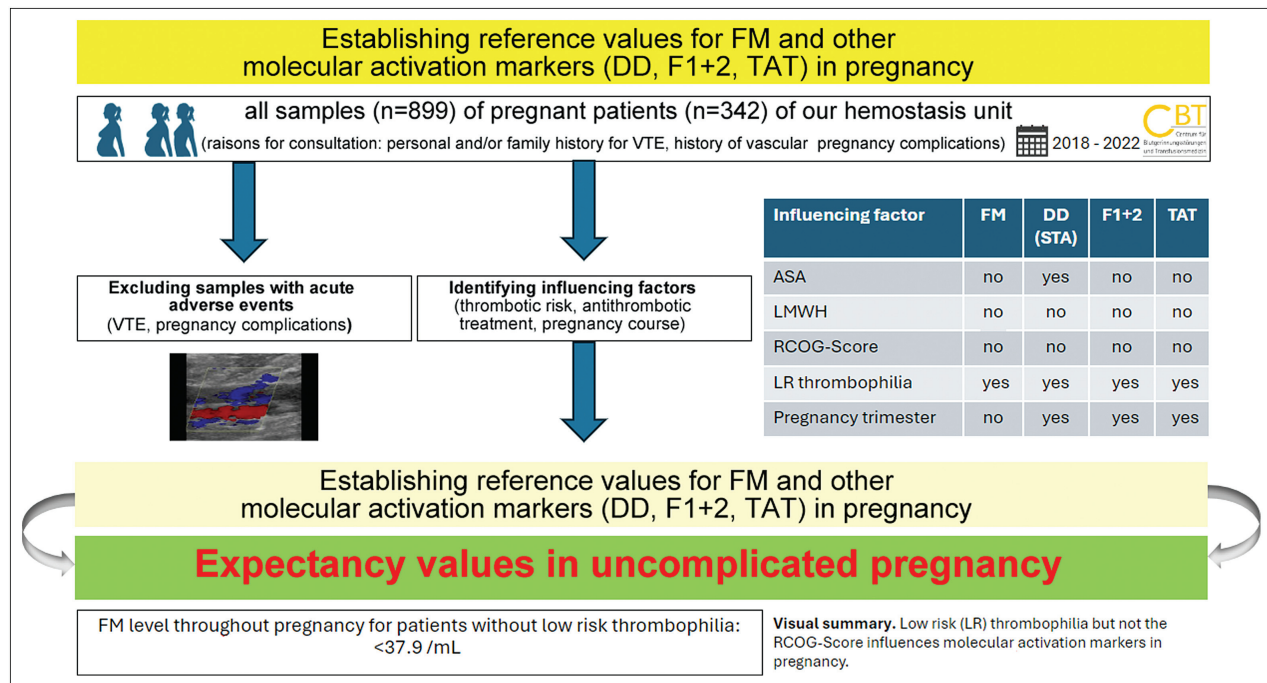 Establishing reference values for FM and other
molecular activation markers (DD, F1+2, TAT) in pregnancy
all samples (n=899) of pregnant patients (n=342) of our hemostasis unit
(raisons for consultation: personal and/or family history for VTE, history of vascular pregnancy complications)
2018 - 2022
CBT
Centrum für
Blutgerinnungsstörungen
und Transfusionsmedizin
Excluding samples with acute
adverse events
(VTE, pregnancy complications)
Identifying influencing factors
(thrombotic risk, antithrombotic
treatment, pregnancy course)
Influencing factor FM DD F1+2 TAT
(STA)
ASA no yes no no
LMWH no no no no
RCOG-Score no no no no
LR thrombophilia yes yes yes yes
Pregnancy trimester no yes yes yes
Establishing reference values for FM and other
molecular activation markers (DD, F1+2, TAT) in pregnancy
Expectancy values in uncomplicated pregnancy
FM level throughout pregnancy for patients without low risk thrombophilia:
<37.9 /mL
Visual summary. Low risk (LR) thrombophilia but not the
RCOG-Score influences molecular activation markers in
pregnancy.